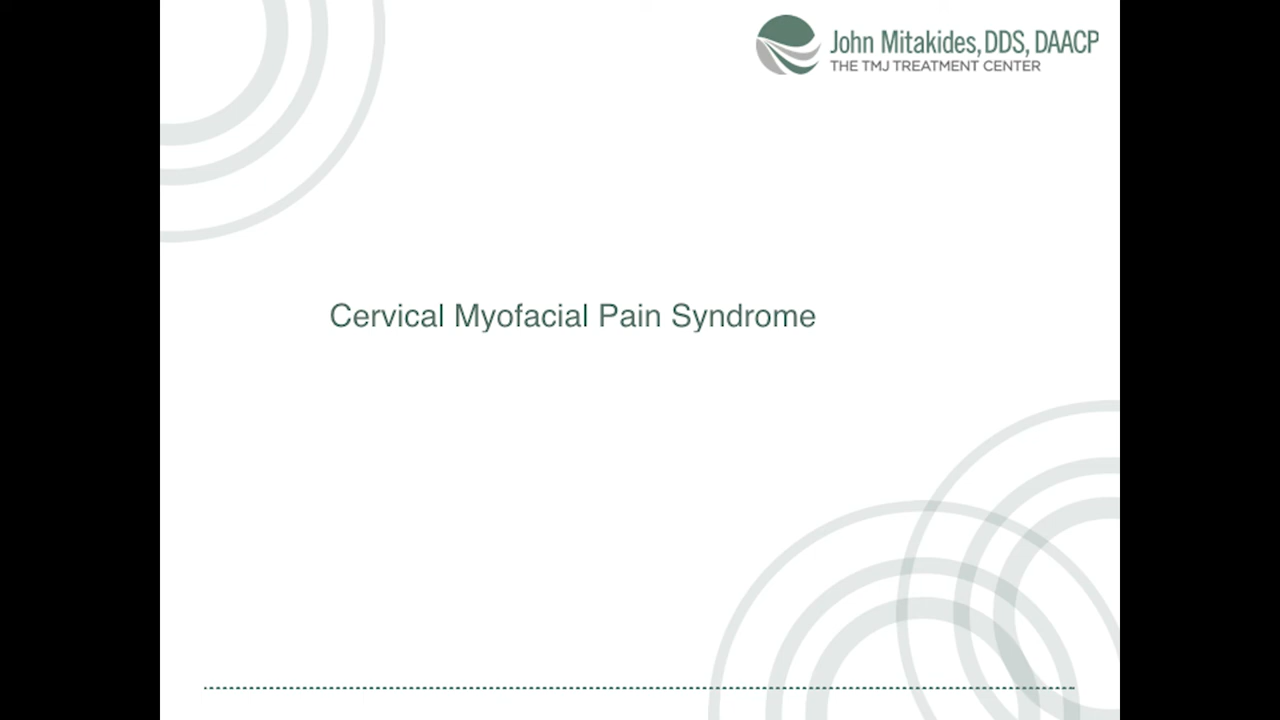 John Mitakides, DDS, DAACP
THE TMJ TREATMENT CENTER
Cervical Myofacial Pain Syndrome